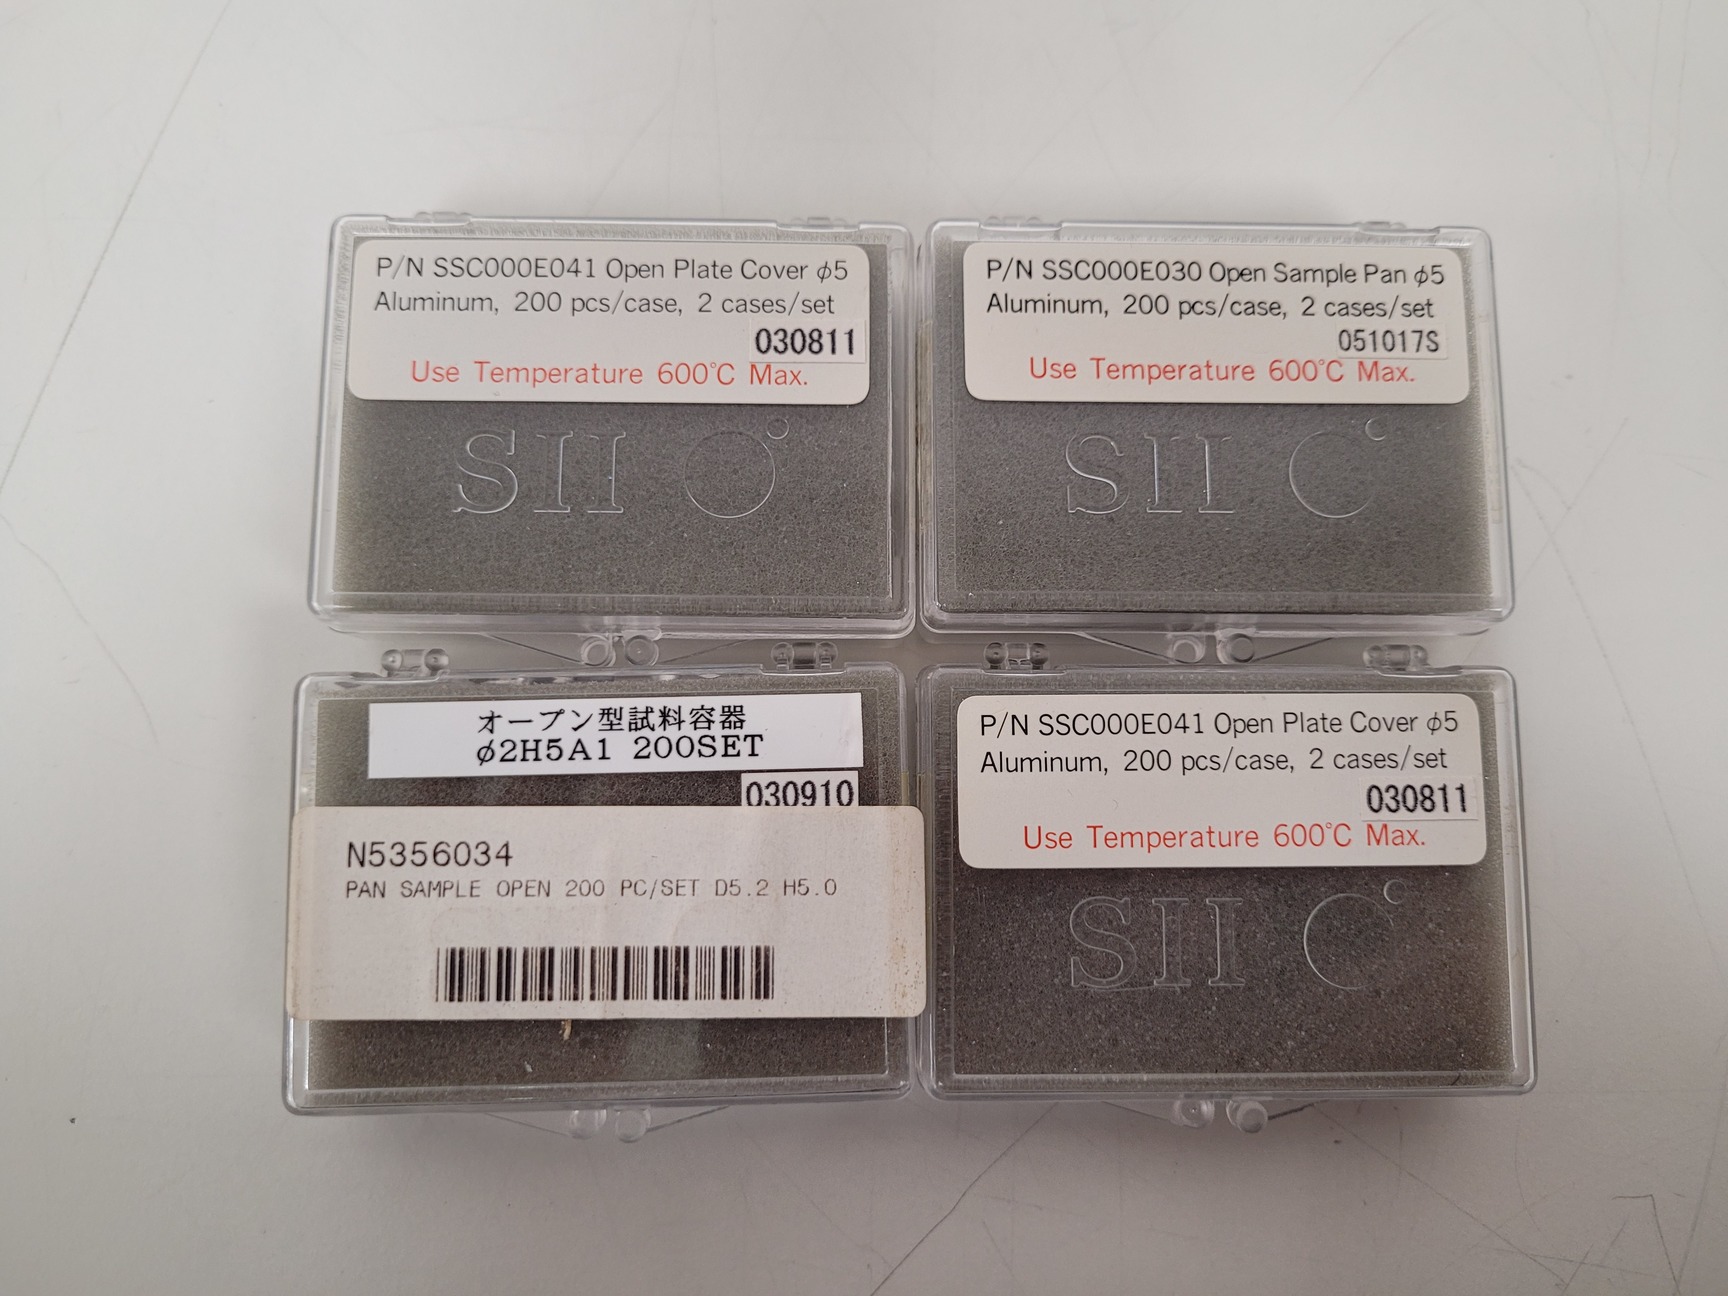 P/N SSC000E041 Open Plate Cover φ5
Aluminum, 200 pcs/case, 2 cases/set
030811
Use Temperature 600°C Max.
SII
P/N SSC000E030 Open Sample Pan φ5
Aluminum, 200 pcs/case, 2 cases/set
051017S
Use Temperature 600°C Max.
SII
オープン型試料容器
φ2H5A1 200SET
030910
N5356034
PAN SAMPLE OPEN 200 PC/SET D5.2 H5.0
P/N SSC000E041 Open Plate Cover φ5
Aluminum, 200 pcs/case, 2 cases/set
030811
Use Temperature 600°C Max.
SII